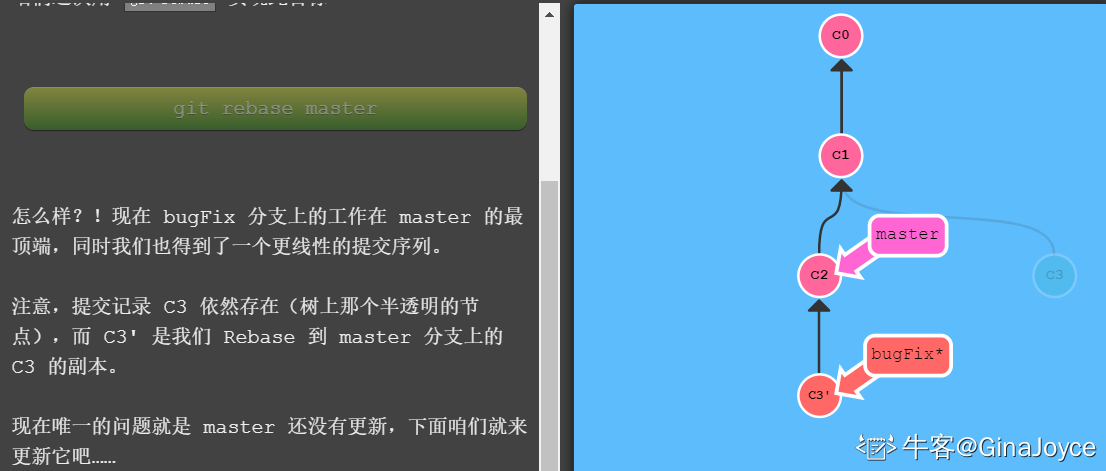 git rebase master
怎么样?!现在 bugFix 分支上的工作在 master 的最
顶端，同时我们也得到了一个更线性的提交序列。
注意，提交记录 C3 依然存在（树上那个半透明的节
点），而 C3' 是我们 Rebase 到 master 分支上的
C3 的副本。
现在唯一的问题就是 master 还没有更新，下面咱们就来
更新它吧……
C0
C1
master
C2
C3
bugFix*
C3'
牛客@GinaJoyce